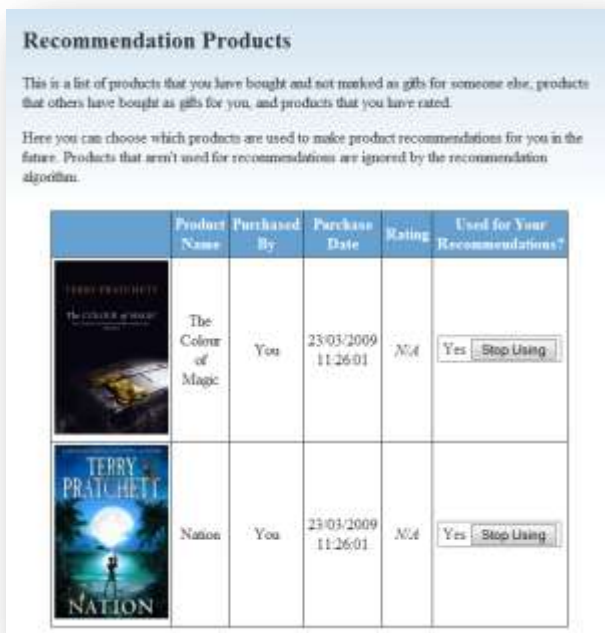 Recommendation Products
This is a list of products that you have bought and not marked as gifts for someone else, products
that others have bought as gifts for you, and products that you have rated.
Here you can choose which products are used to make product recommendations for you in the
future. Products that aren't used for recommendations are ignored by the recommendation
algorithm.
Product Name Purchased By Purchase Date Rating Used for Your Recommendations?
TERRY PRATCHETT
The COLOUR of MAGIC
The Colour of Magic You 23/03/2009 11:26:01 N/A Yes Stop Using
TERRY
PRATCHETT
NATION
Nation You 23/03/2009 11:26:01 N/A Yes Stop Using